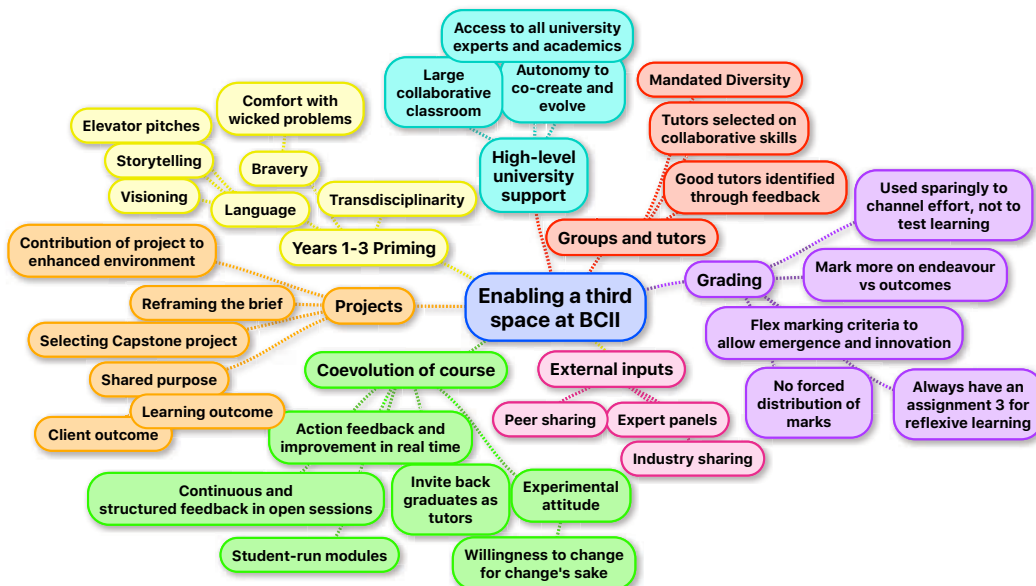 Enabling a third
space at BCII
High-level
university
support
Access to all university
experts and academics
Large
collaborative
classroom
Autonomy to
co-create and
evolve
Groups and tutors
Mandated Diversity
Tutors selected on
collaborative skills
Good tutors identified
through feedback
Grading
Used sparingly to
channel effort, not to
test learning
Mark more on endeavour
vs outcomes
Flex marking criteria to
allow emergence and innovation
No forced
distribution of
marks
Always have an
assignment 3 for
reflexive learning
External inputs
Peer sharing
Expert panels
Industry sharing
Coevolution of course
Action feedback and
improvement in real time
Continuous and
structured feedback in open sessions
Student-run modules
Invite back
graduates as
tutors
Experimental
attitude
Willingness to change
for change's sake
Projects
Contribution of project to
enhanced environment
Reframing the brief
Selecting Capstone project
Shared purpose
Learning outcome
Client outcome
Years 1-3 Priming
Transdisciplinarity
Bravery
Comfort with
wicked problems
Language
Elevator pitches
Storytelling
Visioning